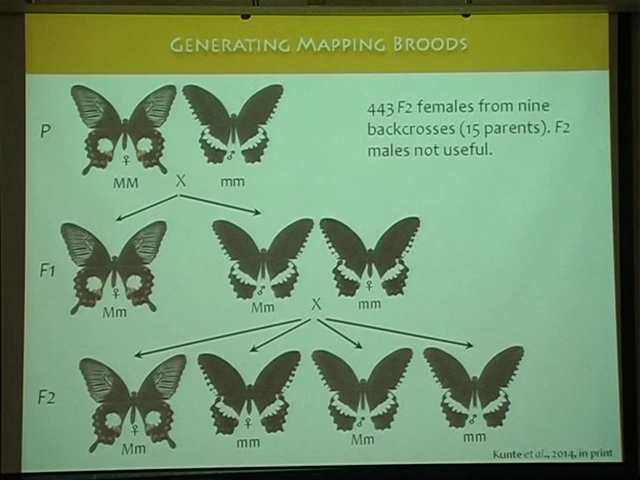 GENERATING MAPPING BROODS
443 F2 females from nine
backcrosses (15 parents). F2
males not useful.
P
♀ ♂
MM X mm
F1
♀ ♂ ♀
Mm Mm X mm
F2
♀ ♀ ♂ ♂
Mm mm Mm mm
Kunte et al., 2014, in print